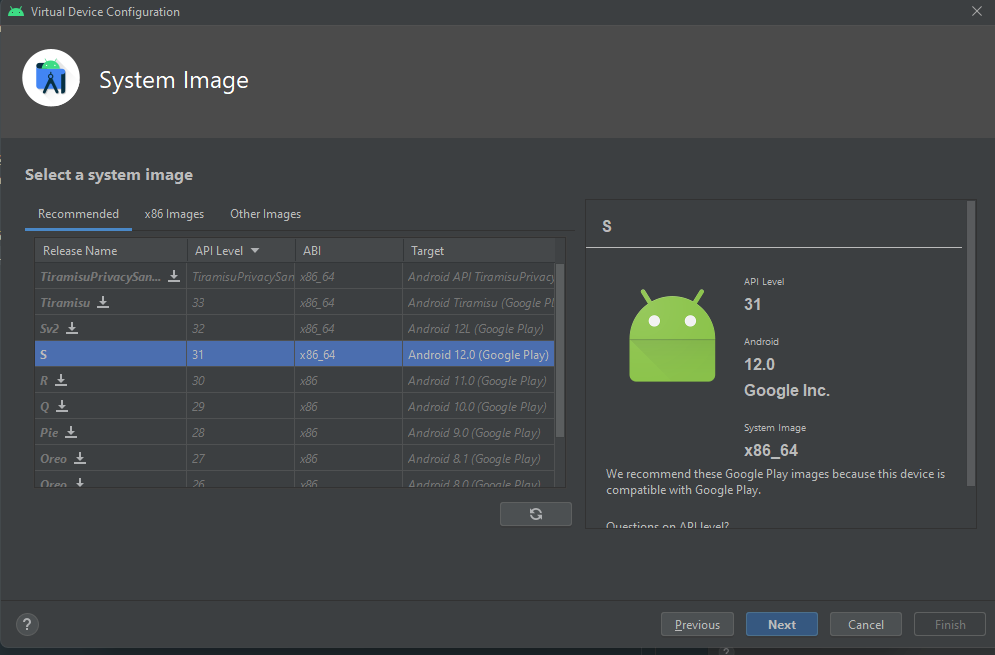 Virtual Device Configuration
System Image
Select a system image
Recommended x86 Images Other Images
Release Name API Level ABI Target
TiramisuPrivacySan... TiramisuPrivacySan x86_64 Android API TiramisuPrivacy
Tiramisu 33 x86_64 Android Tiramisu (Google Pl
Sv2 32 x86_64 Android 12L (Google Play)
S 31 x86_64 Android 12.0 (Google Play)
R 30 x86 Android 11.0 (Google Play)
Q 29 x86 Android 10.0 (Google Play)
Pie 28 x86 Android 9.0 (Google Play)
Oreo 27 x86 Android 8.1 (Google Play)
Oreo 26 x86 Android 8.0 (Google Play)
S
API Level
31
Android
12.0
Google Inc.
System Image
x86_64
We recommend these Google Play images because this device is
compatible with Google Play.
Questions on API level?
? Previous Next Cancel Finish
?